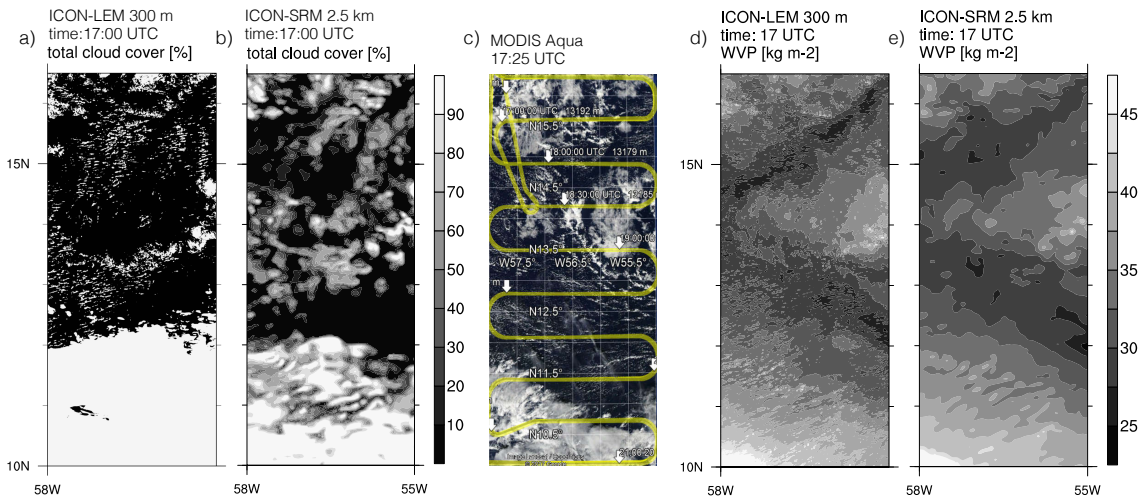 a)
ICON-LEM 300 m
time:17:00 UTC
total cloud cover [%]
15N
10N
58W
b)
ICON-SRM 2.5 km
time:17:00 UTC
total cloud cover [%]
58W
55W
90
80
70
60
50
40
30
20
10
c)
MODIS Aqua
17:25 UTC
17:00:00 UTC 13192 m
N15.5°
18:00:00 UTC 13179 m
N14.5°
18:30:00 UTC
N13.5°
19:00:00
W57.5° W56.5° W55.5°
m
N12.5°
N11.5°
N10.5°
21:06:20
d)
ICON-LEM 300 m
time: 17 UTC
WVP [kg m-2]
15N
10N
58W
e)
ICON-SRM 2.5 km
time: 17 UTC
WVP [kg m-2]
55W
45
40
35
30
25